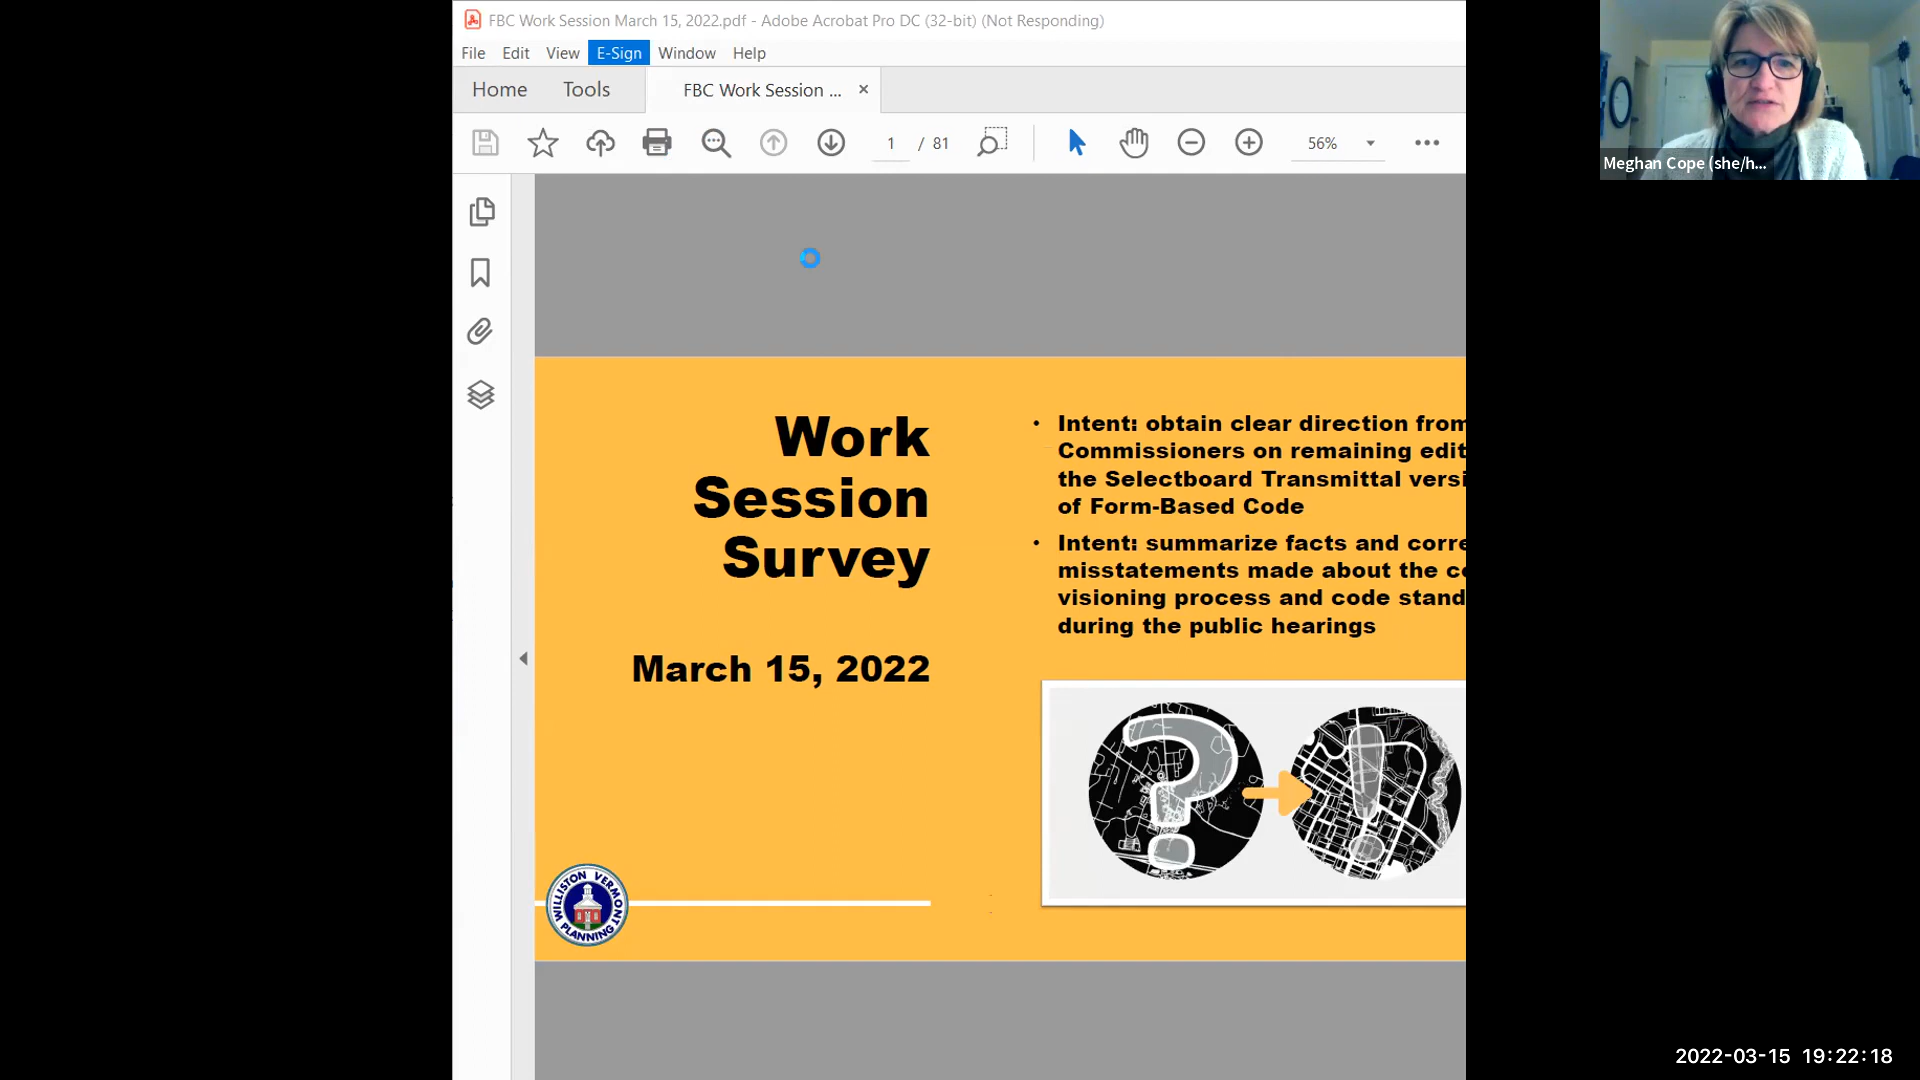 FBC Work Session March 15, 2022.pdf - Adobe Acrobat Pro DC (32-bit) (Not Responding)
File Edit View E-Sign Window Help
Home Tools FBC Work Session ... ×
1 / 81 56%
Work
Session
Survey
March 15, 2022
• Intent: obtain clear direction from
Commissioners on remaining edit
the Selectboard Transmittal versi
of Form-Based Code
• Intent: summarize facts and corre
misstatements made about the c
visioning process and code stand
during the public hearings
WILLISTON VERMONT
PLANNING
Meghan Cope (she/h...
2022-03-15 19:22:18